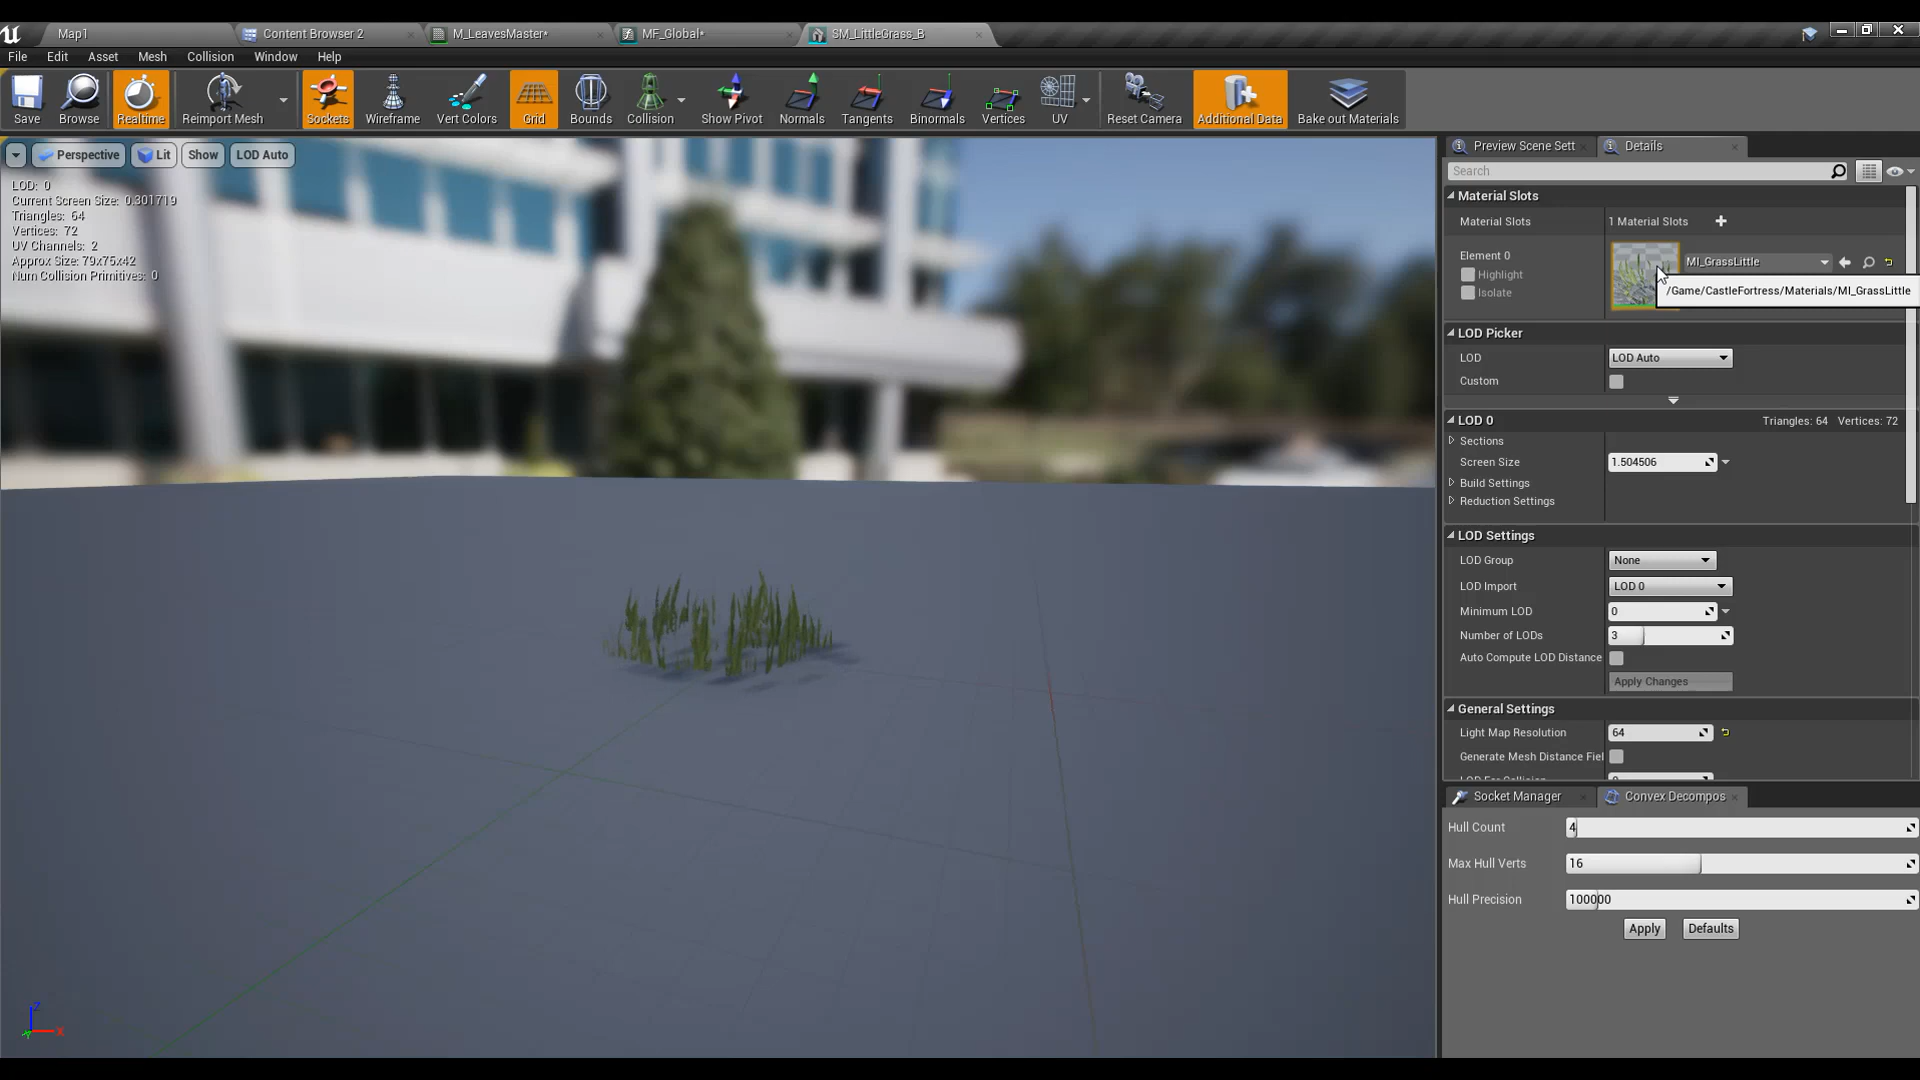 Map1
Content Browser 2
M_LeavesMaster*
MF_Global*
SM_LittleGrass_B
File Edit Asset Mesh Collision Window Help
Save Browse Realtime Reimport Mesh Sockets Wireframe Vert Colors Grid Bounds Collision Show Pivot Normals Tangents Binormals Vertices UV Reset Camera Additional Data Bake out Materials
Perspective Lit Show LOD Auto
LOD: 0
Current Screen Size: 0.301719
Triangles: 64
Vertices: 72
UV Channels: 2
Approx Size: 79x75x42
Num Collision Primitives: 0
Z
X
Preview Scene Sett
Details
Search
Material Slots
Material Slots 1 Material Slots
Element 0
MI_GrassLittle
Highlight
Isolate
/Game/CastleFortress/Materials/MI_GrassLittle
LOD Picker
LOD LOD Auto
Custom
LOD 0 Triangles: 64 Vertices: 72
Sections
Screen Size 1.504506
Build Settings
Reduction Settings
LOD Settings
LOD Group None
LOD Import LOD 0
Minimum LOD 0
Number of LODs 3
Auto Compute LOD Distance
Apply Changes
General Settings
Light Map Resolution 64
Generate Mesh Distance Fiel
Socket Manager
Convex Decompos
Hull Count 4
Max Hull Verts 16
Hull Precision 100000
Apply Defaults